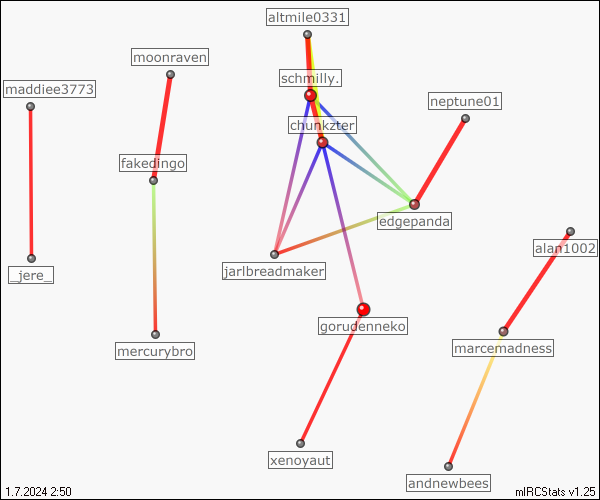 altmile0331
moonraven
schmilly.
maddiee3773
neptune01
chunkzter
fakedingo
edgepanda
alan1002
_jere_
jarlbreadmaker
gorudenneko
marcemadness
mercurybro
xenoyaut
andnewbees
1.7.2024 2:50
mIRCStats v1.25